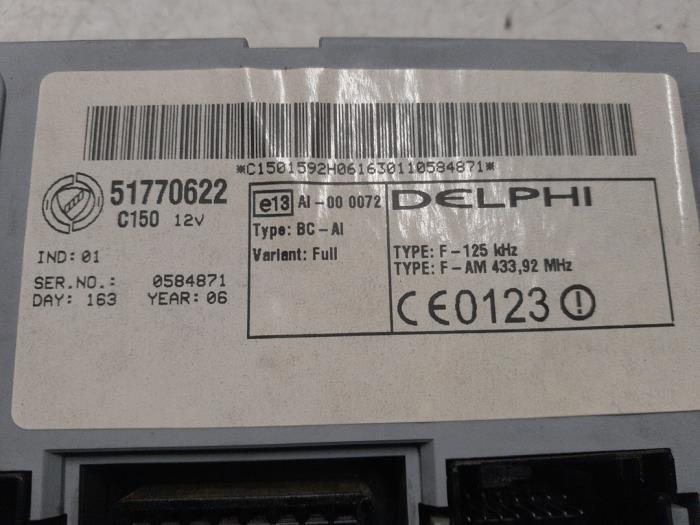 *C1501592H061630110584871*
51770622
C150 12V
IND: 01
SER.NO.: 0584871
DAY: 163 YEAR: 06
e13 AI-00 0072
Type: BC-AI
Variant: Full
DELPHI
TYPE: F-125 kHz
TYPE: F-AM 433,92 MHz
CE0123